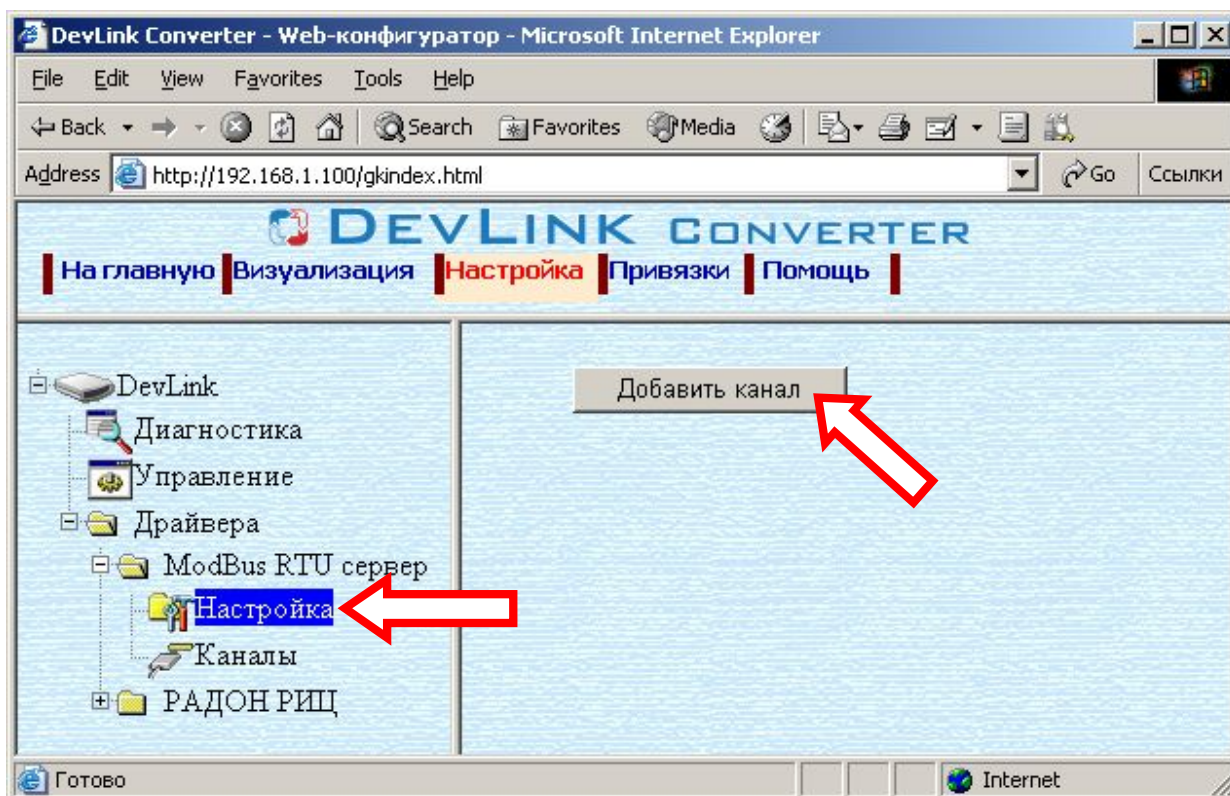 DevLink Converter - Web-конфигуратор - Microsoft Internet Explorer
File Edit View Favorites Tools Help
Back Search Favorites Media
Address http://192.168.1.100/gkindex.html Go Ссылки
DEVLINK CONVERTER
На главную Визуализация Настройка Привязки Помощь
DevLink
Диагностика
Управление
Драйвера
ModBus RTU сервер
Настройка
Каналы
РАДОН РИЦ
Добавить канал
Готово Internet